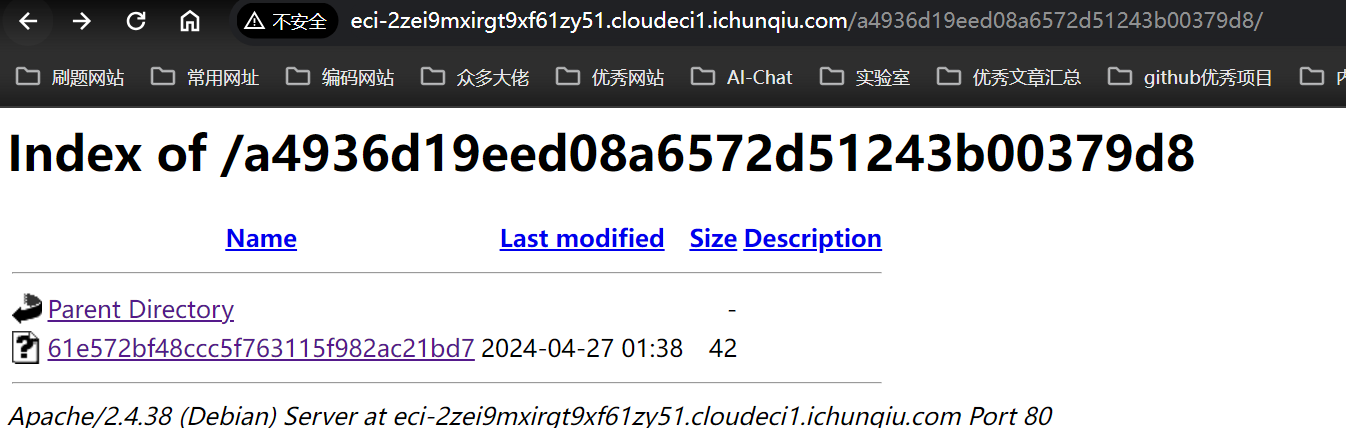 不安全 eci-2zei9mxirgt9xf61zy51.cloudeci1.ichunqiu.com/a4936d19eed08a6572d51243b00379d8/
刷题网站 常用网址 编码网站 众多大佬 优秀网站 AI-Chat 实验室 优秀文章汇总 github优秀项目
Index of /a4936d19eed08a6572d51243b00379d8
Name Last modified Size Description
Parent Directory -
61e572bf48ccc5f763115f982ac21bd7 2024-04-27 01:38 42
Apache/2.4.38 (Debian) Server at eci-2zei9mxirgt9xf61zy51.cloudeci1.ichunqiu.com Port 80